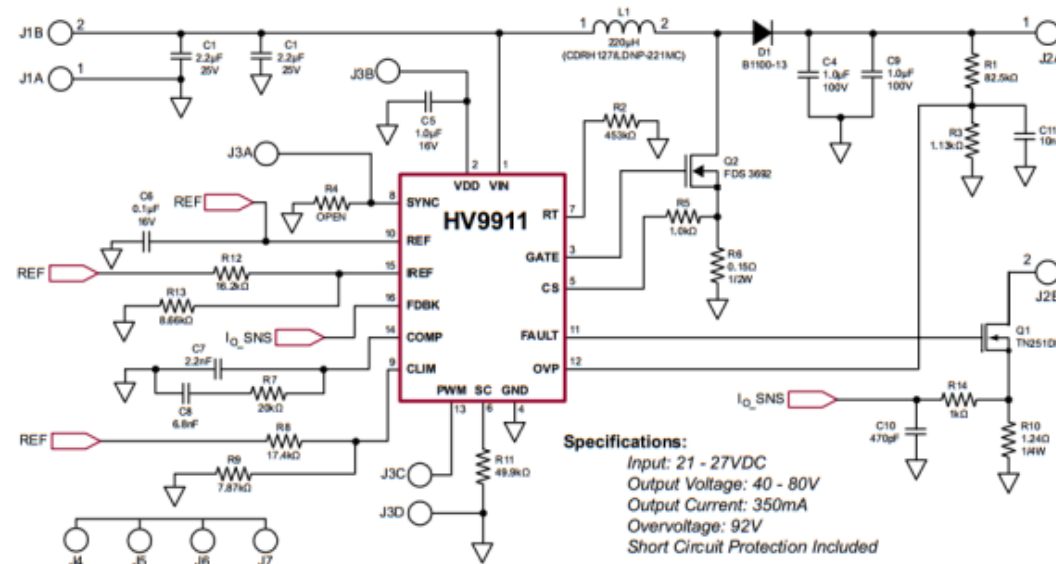 J1B
2
J1A
1
C1
2.2µF
25V
C1
2.2µF
25V
J3B
C5
1.0µF
16V
L1
1
2
220µH
(CDRH127/LDNP-221MC)
D1
B1100-13
C4
1.0µF
100V
C9
1.0µF
100V
1
R1
82.5kΩ
R3
1.13kΩ
C11
J3A
R4
OPEN
REF
C6
0.1µF
16V
REF
R12
16.2kΩ
R13
8.66kΩ
IO_SNS
C7
2.2nF
C8
6.8nF
R7
20kΩ
REF
R8
17.4kΩ
R9
7.87kΩ
HV9911
2
VDD
1
VIN
8
SYNC
10
REF
15
IREF
16
FDBK
14
COMP
9
CLIM
RT
7
GATE
3
CS
5
FAULT
11
OVP
12
PWM
13
SC
6
GND
4
R2
453kΩ
Q2
FDS 3692
R5
1.0kΩ
R6
0.15Ω
1/2W
2
J2B
Q1
IO_SNS
R14
1kΩ
C10
470pF
R10
1.24Ω
1/4W
R11
49.9kΩ
J3C
J3D
J4
J5
J6
J7
Specifications:
Input: 21 - 27VDC
Output Voltage: 40 - 80V
Output Current: 350mA
Overvoltage: 92V
Short Circuit Protection Included